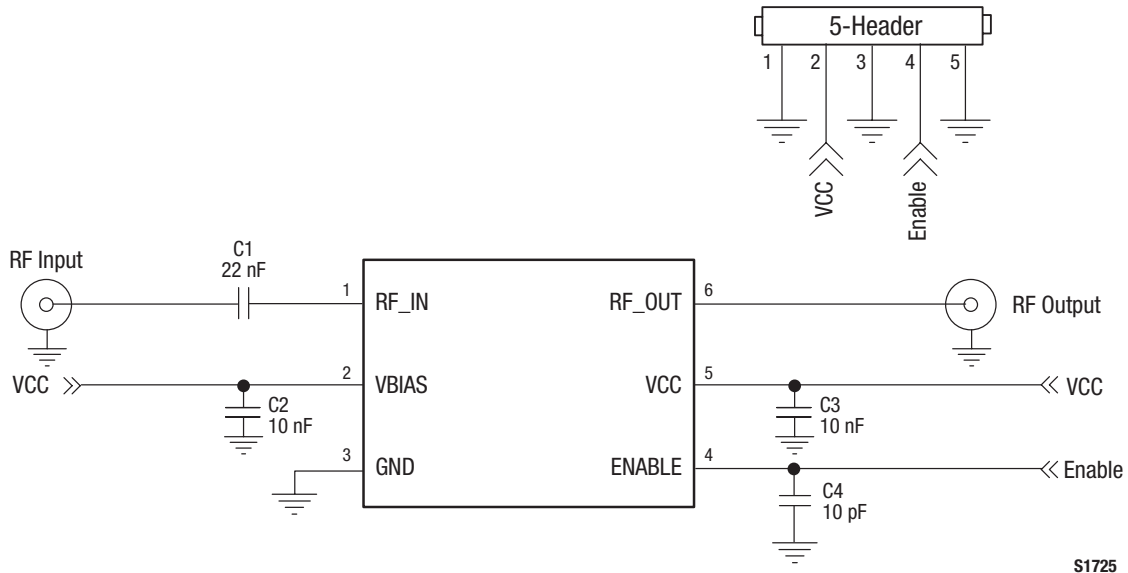 5-Header
1 2 3 4 5
VCC
Enable
RF Input
C1
22 nF
1
RF_IN
RF_OUT
6
RF Output
VCC
2
VBIAS
VCC
5
VCC
C2
10 nF
C3
10 nF
3
GND
ENABLE
4
Enable
C4
10 pF
S1725